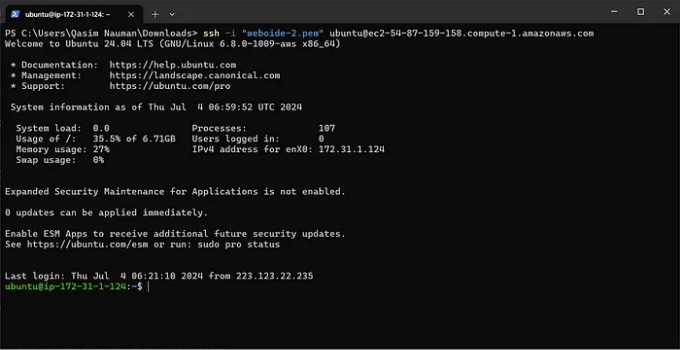 ubuntu@ip-172-31-1-124: ~
PS C:\Users\Qasim Nauman\Downloads> ssh -i "weboide-2.pem" ubuntu@ec2-54-87-159-158.compute-1.amazonaws.com
Welcome to Ubuntu 24.04 LTS (GNU/Linux 6.8.0-1009-aws x86_64)
* Documentation: https://help.ubuntu.com
* Management: https://landscape.canonical.com
* Support: https://ubuntu.com/pro
System information as of Thu Jul 4 06:59:52 UTC 2024
System load: 0.0 Processes: 107
Usage of /: 35.5% of 6.71GB Users logged in: 0
Memory usage: 27% IPv4 address for enX0: 172.31.1.124
Swap usage: 0%
Expanded Security Maintenance for Applications is not enabled.
0 updates can be applied immediately.
Enable ESM Apps to receive additional future security updates.
See https://ubuntu.com/esm or run: sudo pro status
Last login: Thu Jul 4 06:21:10 2024 from 223.123.22.235
ubuntu@ip-172-31-1-124:~$